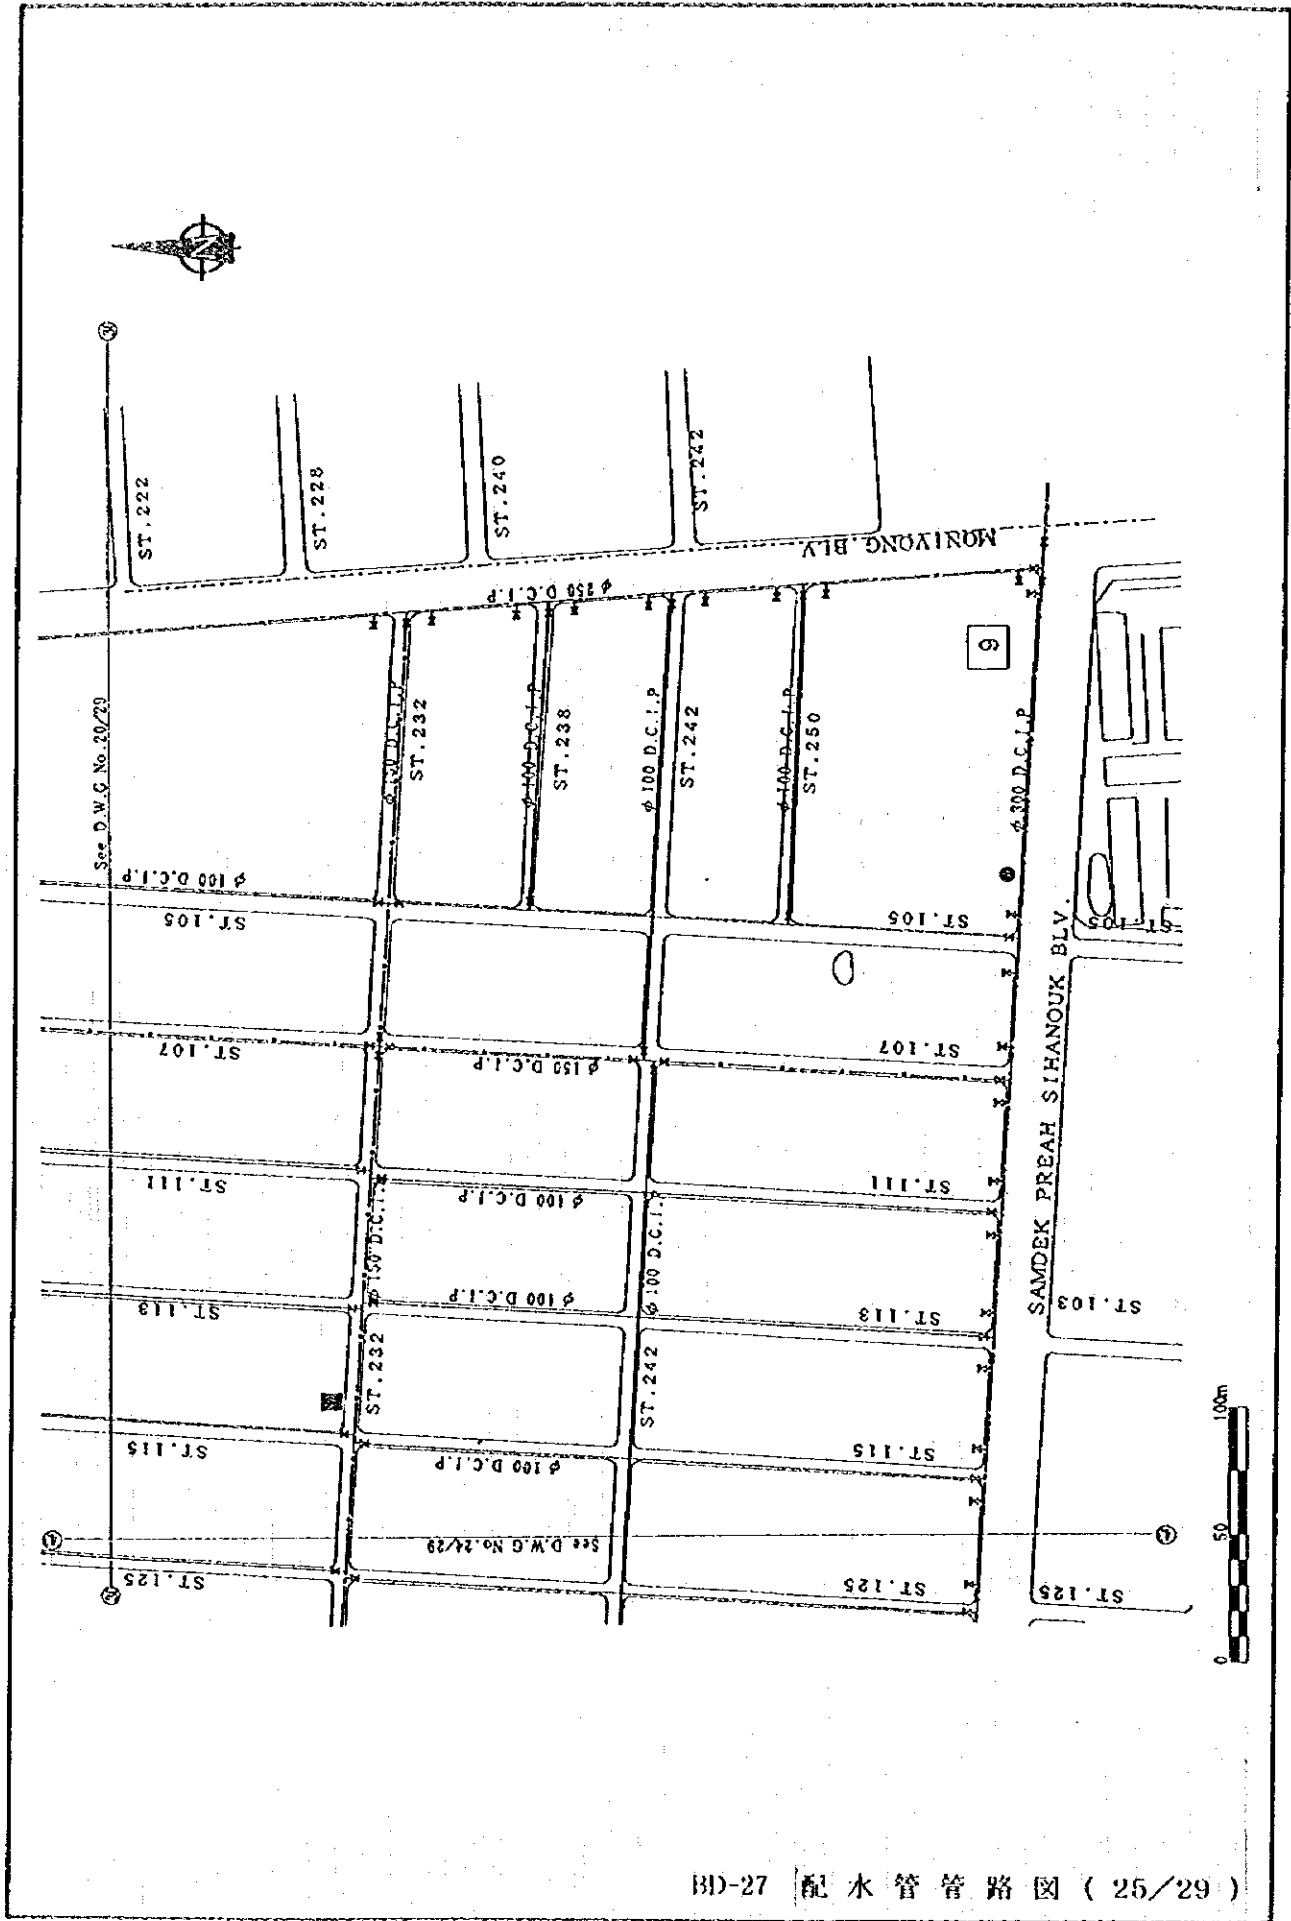 N
See D.W.G No.20/29
ST.222
ST.228
ST.240
ST.242
MONIVONG BLV.
φ 250 D.C.I.P
φ 150 D.C.I.P
ST.232
φ 100 D.C.I.P
ST.238
φ 100 D.C.I.P
ST.242
φ 100 D.C.I.P
ST.250
6
φ 300 D.C.I.P
φ 100 D.C.I.P
ST.105
ST.105
ST.105
SAMDEK PREAH SIHANOUK BLV.
ST.107
φ 150 D.C.I.P
ST.107
ST.111
φ 100 D.C.I.P
ST.111
φ 150 D.C.I.P
φ 100 D.C.I.P
ST.113
φ 100 D.C.I.P
ST.113
ST.103
ST.232
ST.242
ST.115
φ 100 D.C.I.P
ST.115
See D.W.G No.24/29
ST.125
ST.125
ST.125
0
50
100m
BD-27 配水管管路図 ( 25/29 )